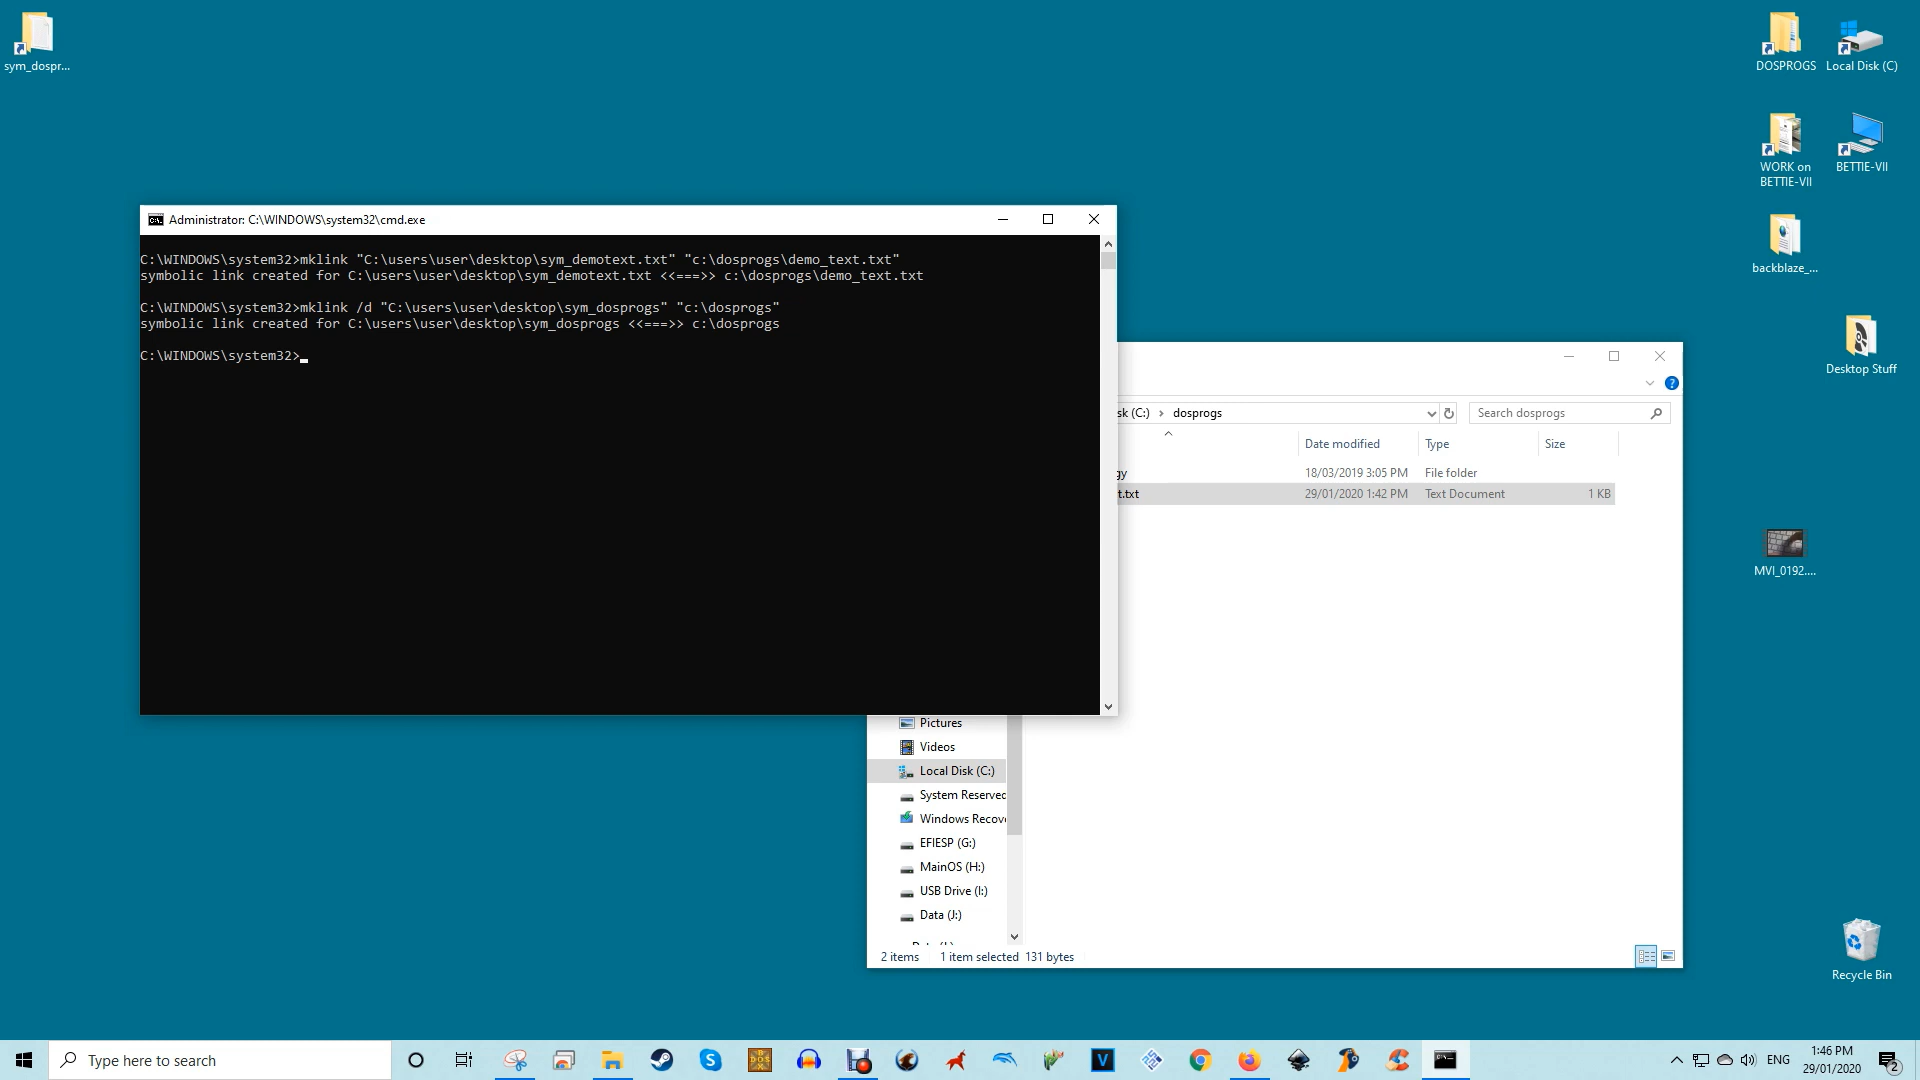 sym_dospr...
DOSPROGS
Local Disk (C)
WORK on
BETTIE-VII
BETTIE-VII
backblaze_...
Desktop Stuff
MVI_0192....
Recycle Bin
Administrator: C:\WINDOWS\system32\cmd.exe
C:\WINDOWS\system32>mklink "C:\users\user\desktop\sym_demotext.txt" "c:\dosprogs\demo_text.txt"
symbolic link created for C:\users\user\desktop\sym_demotext.txt <<===>> c:\dosprogs\demo_text.txt
C:\WINDOWS\system32>mklink /d "C:\users\user\desktop\sym_dosprogs" "c:\dosprogs"
symbolic link created for C:\users\user\desktop\sym_dosprogs <<===>> c:\dosprogs
C:\WINDOWS\system32>
sk (C:) > dosprogs
Search dosprogs
Date modified Type Size
gy 18/03/2019 3:05 PM File folder
t.txt 29/01/2020 1:42 PM Text Document 1 KB
Pictures
Videos
Local Disk (C:)
System Reserved
Windows Recov
EFIESP (G:)
MainOS (H:)
USB Drive (I:)
Data (J:)
2 items 1 item selected 131 bytes
Type here to search
ENG
1:46 PM
29/01/2020
2